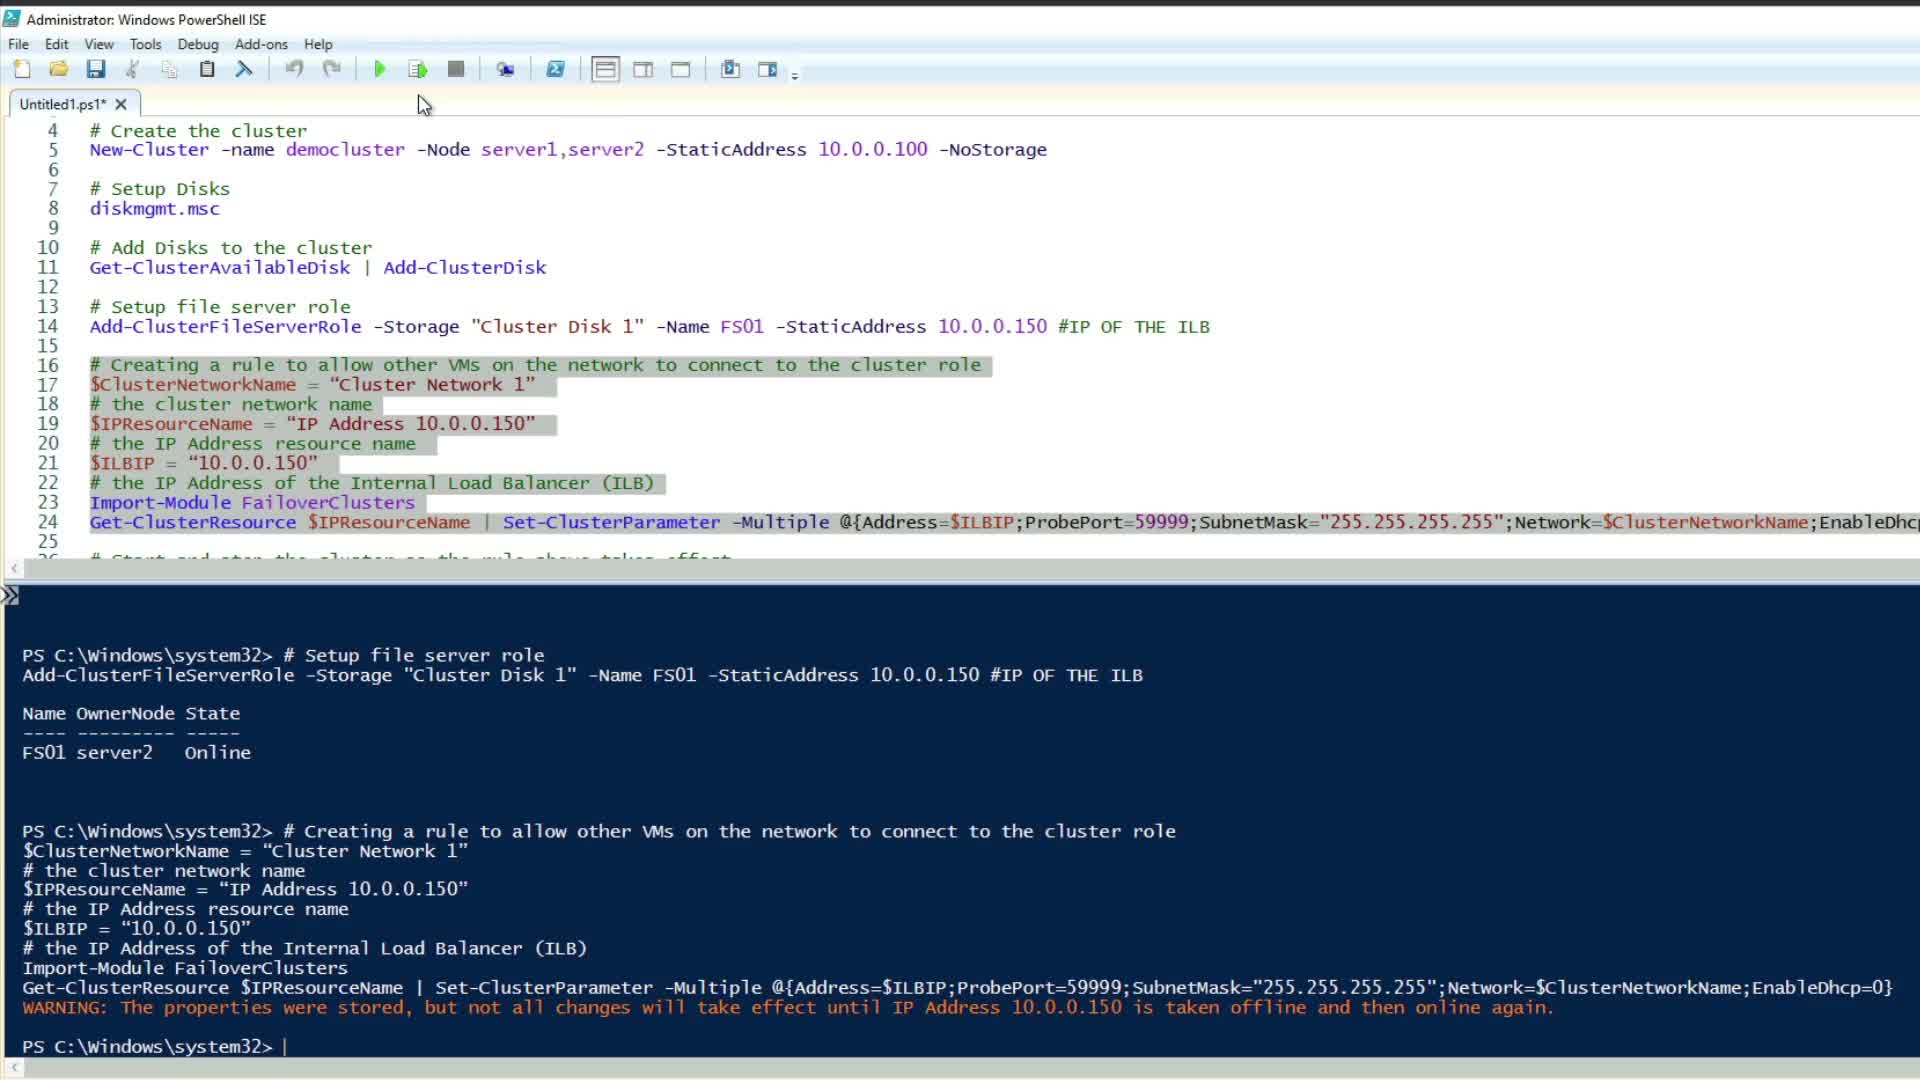 Administrator: Windows PowerShell ISE
File Edit View Tools Debug Add-ons Help
Untitled1.ps1*
4 # Create the cluster
5 New-Cluster -name democluster -Node server1,server2 -StaticAddress 10.0.0.100 -NoStorage
6
7 # Setup Disks
8 diskmgmt.msc
9
10 # Add Disks to the cluster
11 Get-ClusterAvailableDisk | Add-ClusterDisk
12
13 # Setup file server role
14 Add-ClusterFileServerRole -Storage "Cluster Disk 1" -Name FS01 -StaticAddress 10.0.0.150 #IP OF THE ILB
15
16 # Creating a rule to allow other VMs on the network to connect to the cluster role
17 $ClusterNetworkName = “Cluster Network 1”
18 # the cluster network name
19 $IPResourceName = “IP Address 10.0.0.150”
20 # the IP Address resource name
21 $ILBIP = “10.0.0.150”
22 # the IP Address of the Internal Load Balancer (ILB)
23 Import-Module FailoverClusters
24 Get-ClusterResource $IPResourceName | Set-ClusterParameter -Multiple @{Address=$ILBIP;ProbePort=59999;SubnetMask="255.255.255.255";Network=$ClusterNetworkName;EnableDhcp
25
26 # Start and stop the cluster so the rule above takes effect
PS C:\Windows\system32> # Setup file server role
Add-ClusterFileServerRole -Storage "Cluster Disk 1" -Name FS01 -StaticAddress 10.0.0.150 #IP OF THE ILB
Name OwnerNode State
---- --------- -----
FS01 server2 Online
PS C:\Windows\system32> # Creating a rule to allow other VMs on the network to connect to the cluster role
$ClusterNetworkName = “Cluster Network 1”
# the cluster network name
$IPResourceName = “IP Address 10.0.0.150”
# the IP Address resource name
$ILBIP = “10.0.0.150”
# the IP Address of the Internal Load Balancer (ILB)
Import-Module FailoverClusters
Get-ClusterResource $IPResourceName | Set-ClusterParameter -Multiple @{Address=$ILBIP;ProbePort=59999;SubnetMask="255.255.255.255";Network=$ClusterNetworkName;EnableDhcp=0}
WARNING: The properties were stored, but not all changes will take effect until IP Address 10.0.0.150 is taken offline and then online again.
PS C:\Windows\system32>